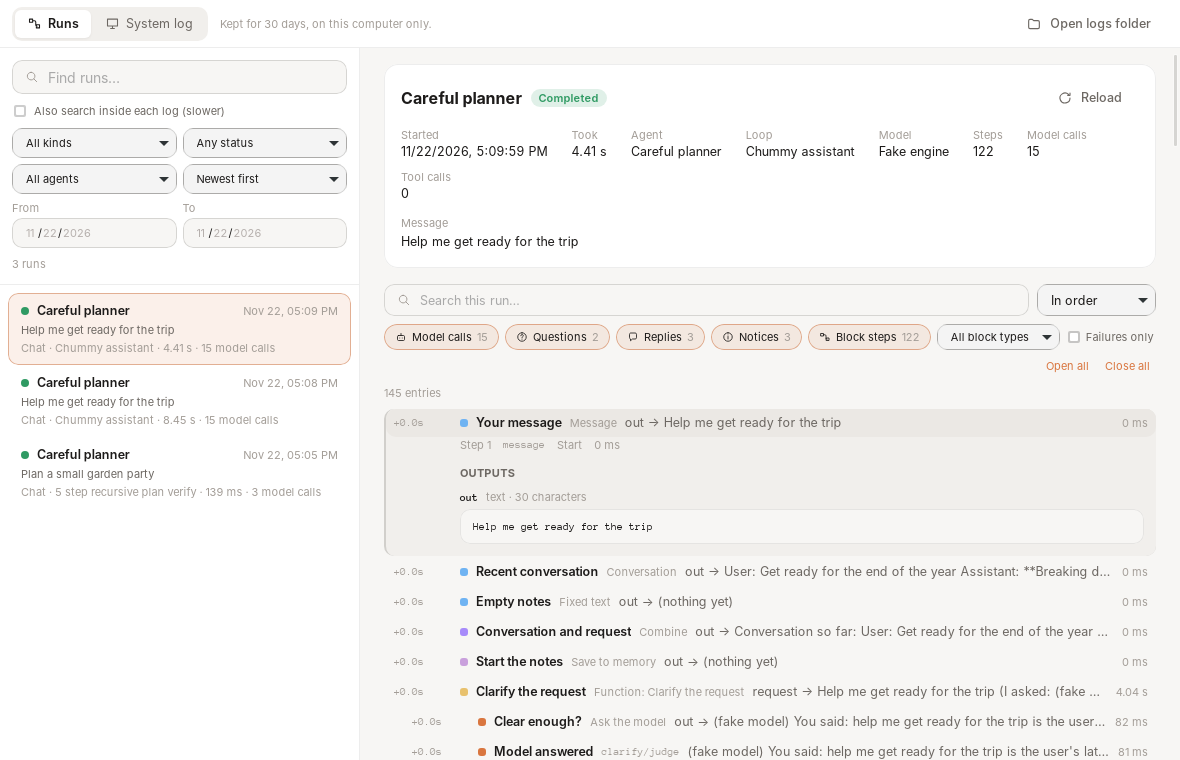 Runs System log Kept for 30 days, on this computer only. Open logs folder
Find runs...
Also search inside each log (slower)
All kinds Any status
All agents Newest first
From To
11/22/2026 11/22/2026
3 runs
Careful planner Nov 22, 05:09 PM
Help me get ready for the trip
Chat · Chummy assistant · 4.41 s · 15 model calls
Careful planner Nov 22, 05:08 PM
Help me get ready for the trip
Chat · Chummy assistant · 8.45 s · 15 model calls
Careful planner Nov 22, 05:05 PM
Plan a small garden party
Chat · 5 step recursive plan verify · 139 ms · 3 model calls
Careful planner Completed Reload
Started Took Agent Loop Model Steps Model calls
11/22/2026, 5:09:59 PM 4.41 s Careful planner Chummy assistant Fake engine 122 15
Tool calls
0
Message
Help me get ready for the trip
Search this run... In order
Model calls 15 Questions 2 Replies 3 Notices 3 Block steps 122 All block types Failures only
Open all Close all
145 entries
+0.0s Your message Message out → Help me get ready for the trip 0 ms
Step 1 message Start 0 ms
OUTPUTS
out text · 30 characters
Help me get ready for the trip
+0.0s Recent conversation Conversation out → User: Get ready for the end of the year Assistant: **Breaking d... 0 ms
+0.0s Empty notes Fixed text out → (nothing yet) 0 ms
+0.0s Conversation and request Combine out → Conversation so far: User: Get ready for the end of the year ... 0 ms
+0.0s Start the notes Save to memory out → (nothing yet) 0 ms
+0.0s Clarify the request Function: Clarify the request request → Help me get ready for the trip (I asked: (fake ... 4.04 s
+0.0s Clear enough? Ask the model out → (fake model) You said: help me get ready for the trip is the user... 82 ms
+0.0s Model answered clarify/judge (fake model) You said: help me get ready for the trip is the user's lat... 81 ms